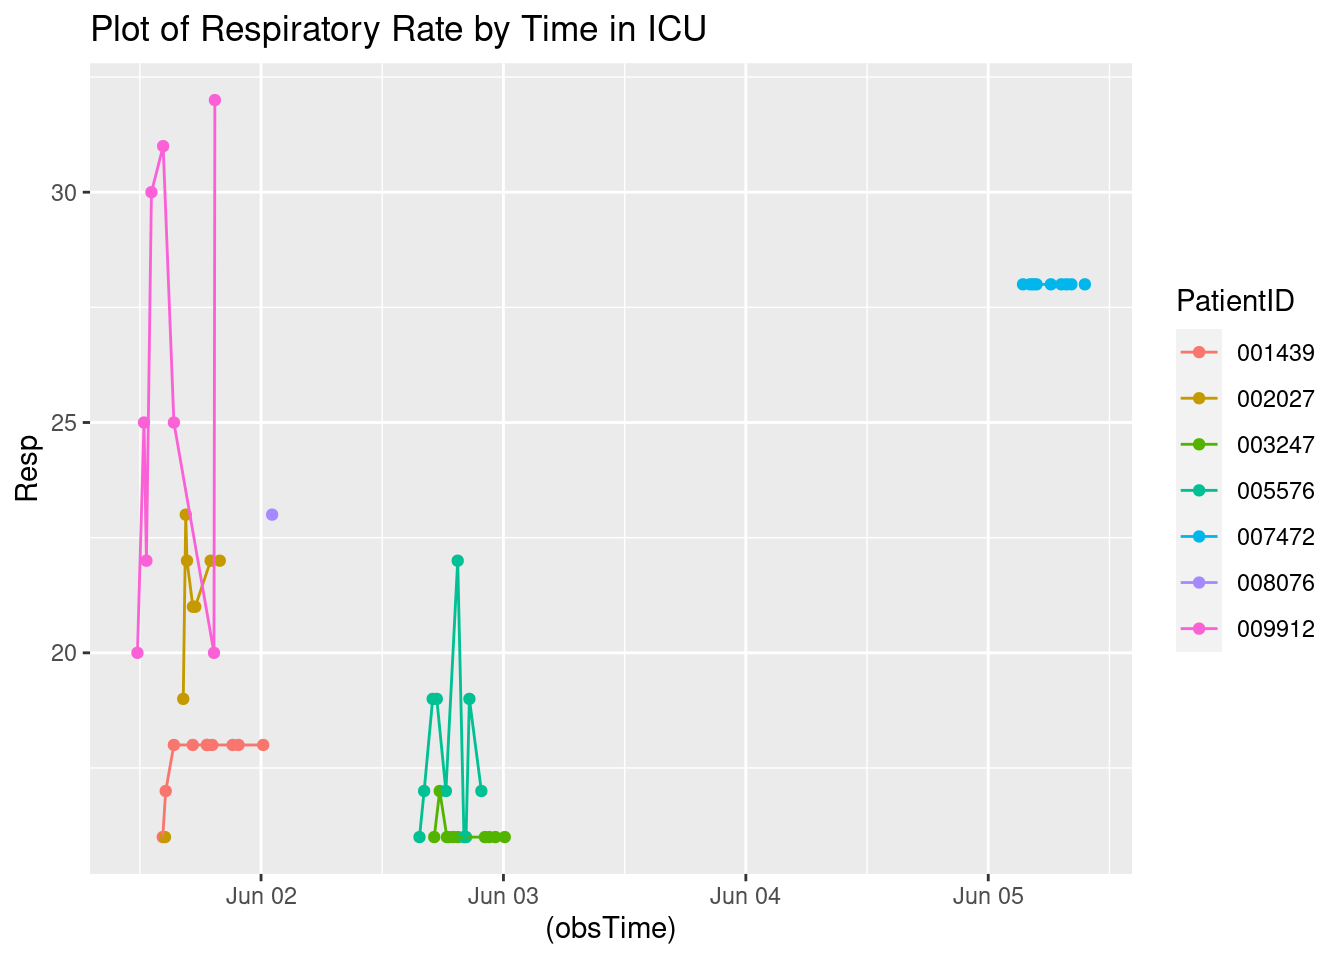 Plot of Respiratory Rate by Time in ICU
30
25
20
Resp
Jun 02
Jun 03
Jun 04
Jun 05
(obsTime)
PatientID
001439
002027
003247
005576
007472
008076
009912